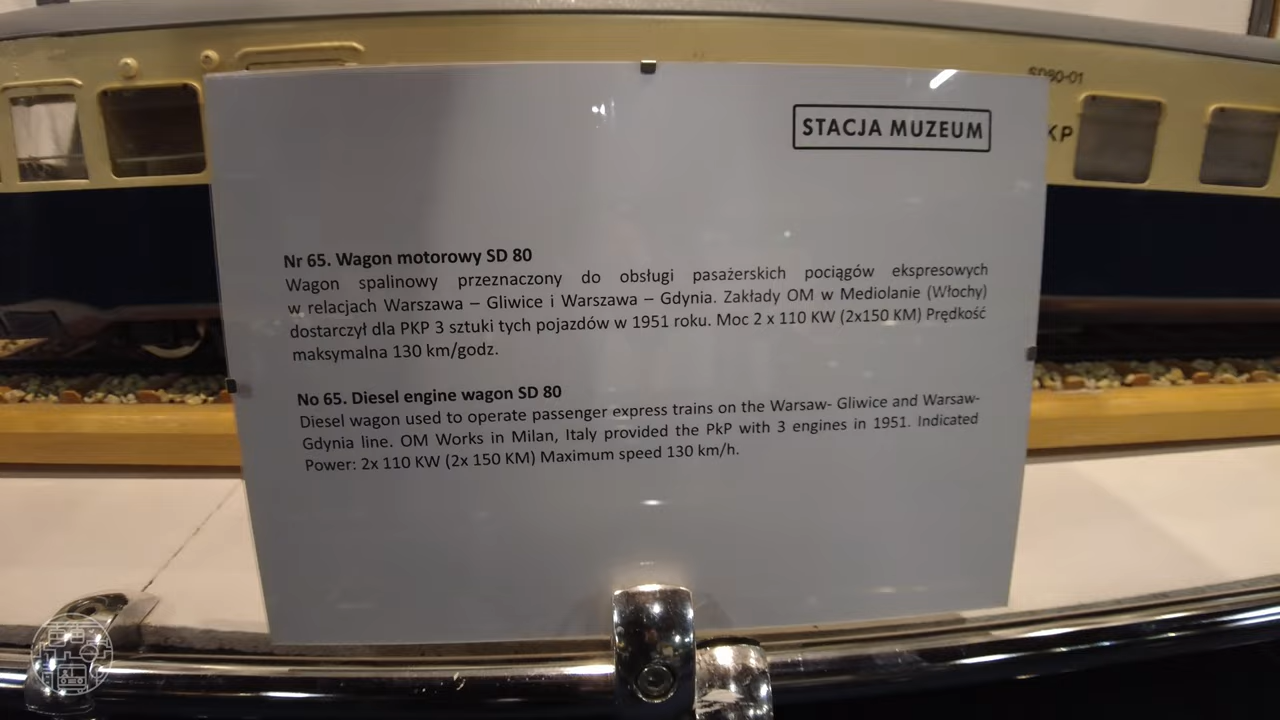 SD80-01
KP
STACJA MUZEUM
Nr 65. Wagon motorowy SD 80
Wagon spalinowy przeznaczony do obsługi pasażerskich pociągów ekspresowych
w relacjach Warszawa – Gliwice i Warszawa – Gdynia. Zakłady OM w Mediolanie (Włochy)
dostarczył dla PKP 3 sztuki tych pojazdów w 1951 roku. Moc 2 x 110 KW (2x150 KM) Prędkość
maksymalna 130 km/godz.
No 65. Diesel engine wagon SD 80
Diesel wagon used to operate passenger express trains on the Warsaw- Gliwice and Warsaw-
Gdynia line. OM Works in Milan, Italy provided the PkP with 3 engines in 1951. Indicated
Power: 2x 110 KW (2x 150 KM) Maximum speed 130 km/h.